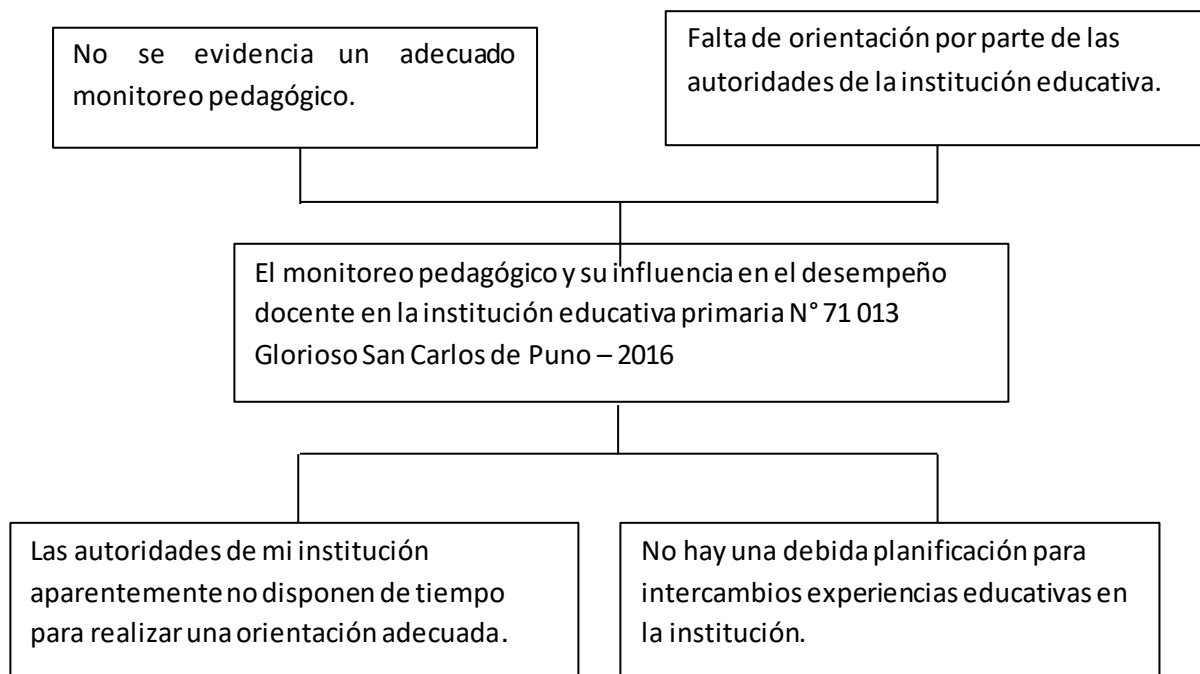 No se evidencia un adecuado
monitoreo pedagógico.
Falta de orientación por parte de las
autoridades de la institución educativa.
El monitoreo pedagógico y su influencia en el desempeño
docente en la institución educativa primaria N° 71 013
Glorioso San Carlos de Puno – 2016
Las autoridades de mi institución
aparentemente no disponen de tiempo
para realizar una orientación adecuada.
No hay una debida planificación para
intercambios experiencias educativas en
la institución.